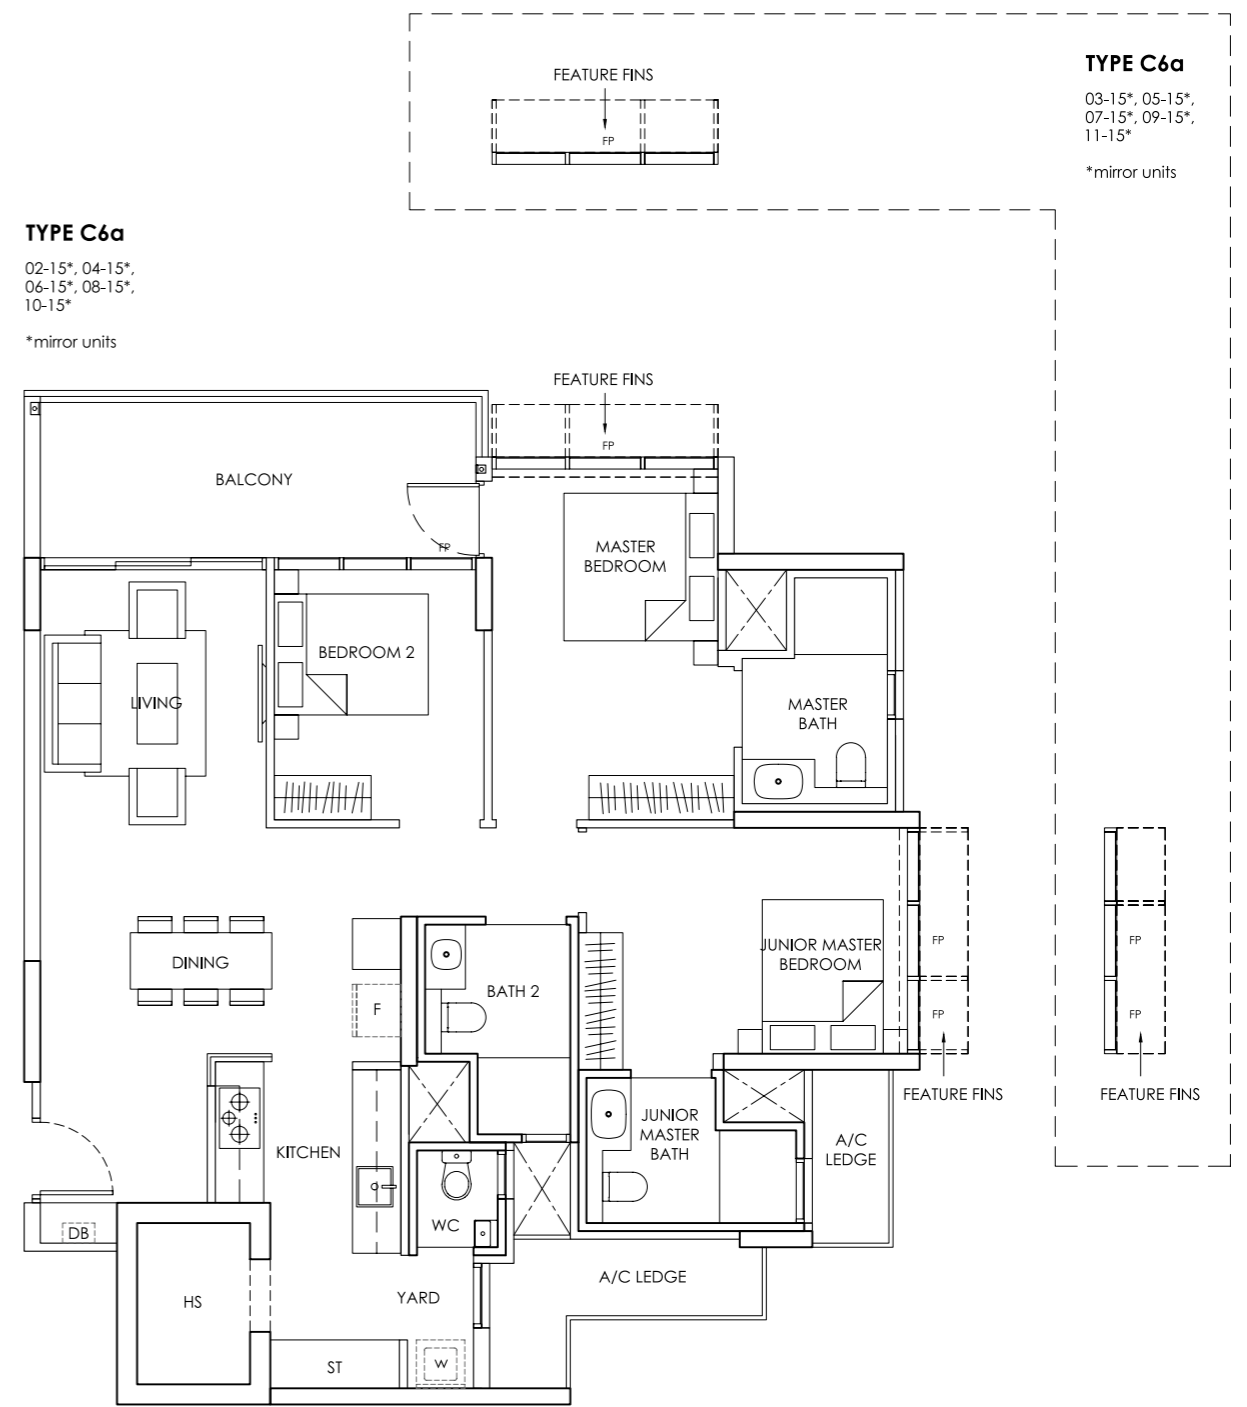 FEATURE FINS
FP
TYPE C6a
03-15*, 05-15*,
07-15*, 09-15*,
11-15*
*mirror units
TYPE C6a
02-15*, 04-15*,
06-15*, 08-15*,
10-15*
*mirror units
FEATURE FINS
FP
BALCONY
FP
MASTER
BEDROOM
BEDROOM 2
LIVING
MASTER
BATH
DINING
F
BATH 2
JUNIOR MASTER
BEDROOM
FP
FP
FEATURE FINS
FP
FP
FEATURE FINS
KITCHEN
JUNIOR
MASTER
BATH
A/C
LEDGE
WC
DB
HS
YARD
A/C LEDGE
ST
W